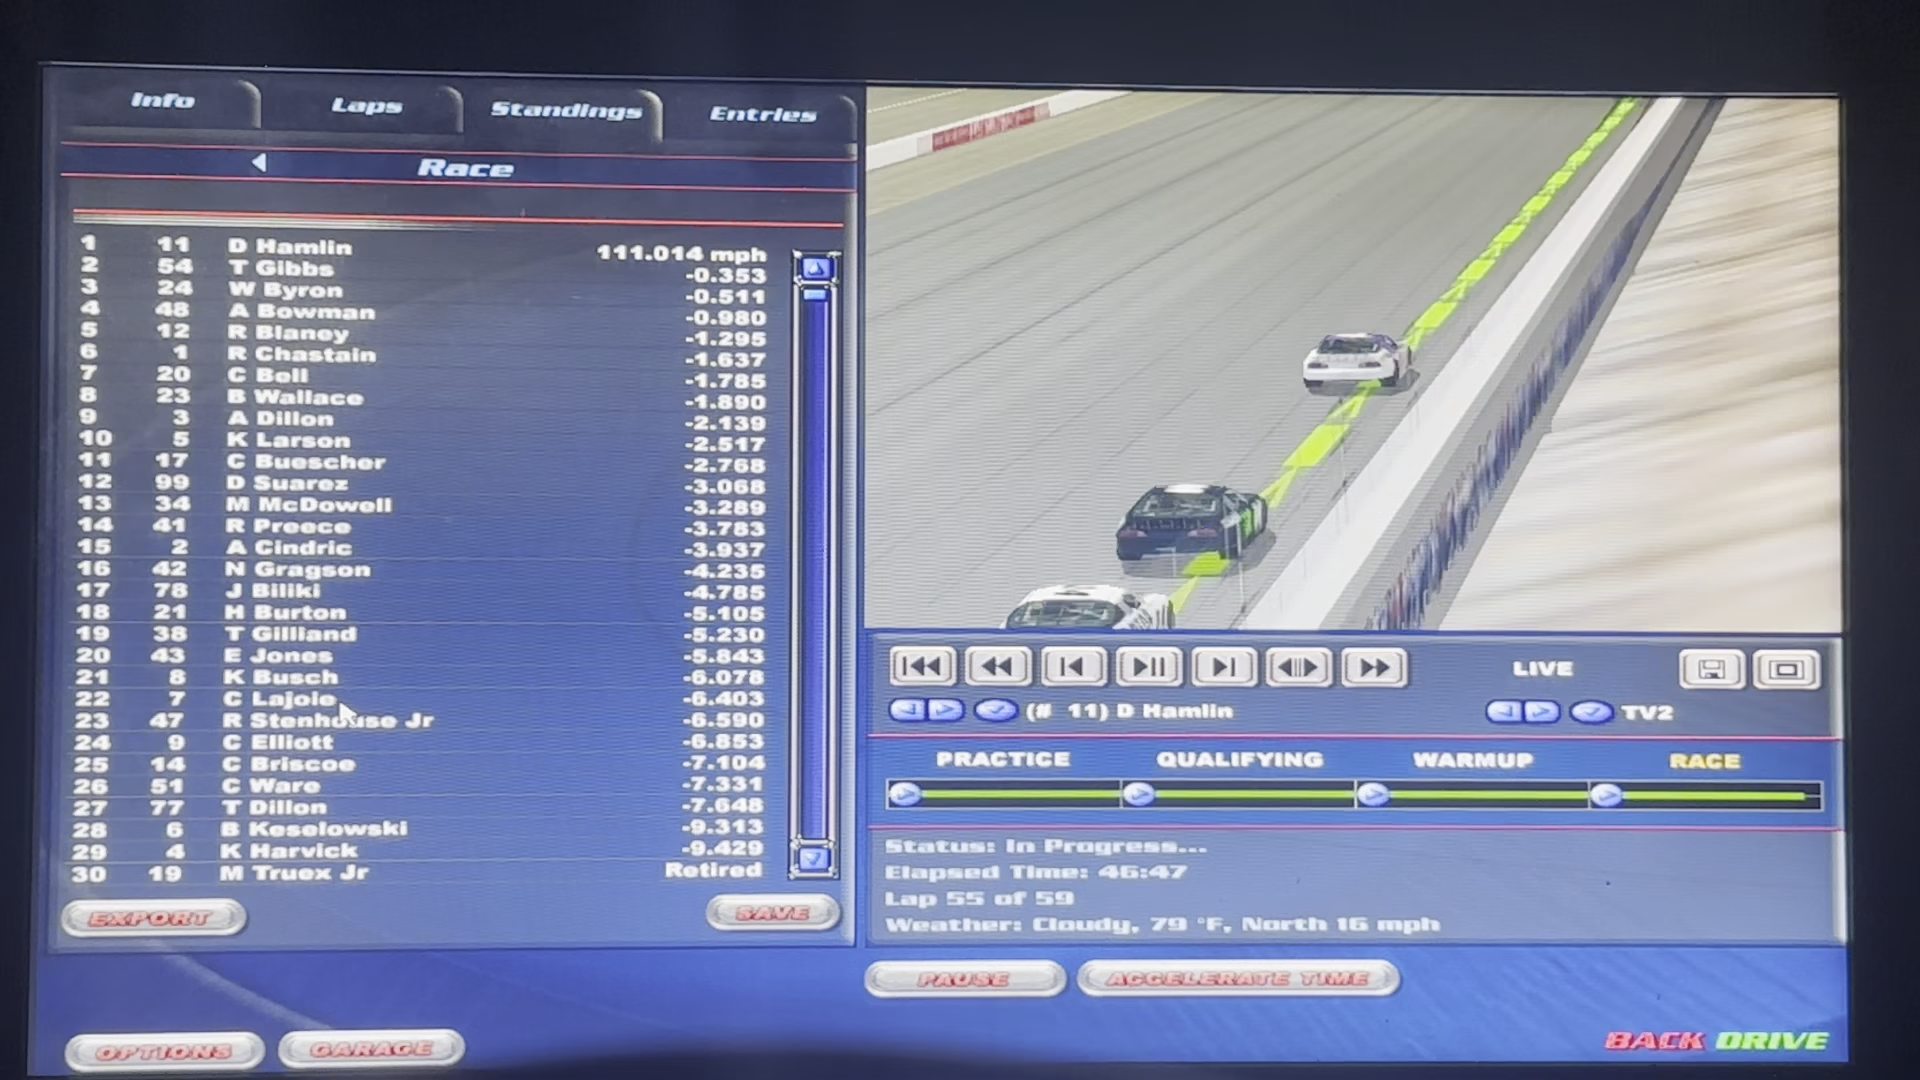 Info Laps Standings Entries
Race
1 11 D Hamlin 111.014 mph
2 54 T Gibbs -0.353
3 24 W Byron -0.511
4 48 A Bowman -0.980
5 12 R Blaney -1.295
6 1 R Chastain -1.637
7 20 C Bell -1.785
8 23 B Wallace -1.890
9 3 A Dillon -2.139
10 5 K Larson -2.517
11 17 C Buescher -2.768
12 99 D Suarez -3.068
13 34 M McDowell -3.289
14 41 R Preece -3.783
15 2 A Cindric -3.937
16 42 N Gragson -4.235
17 78 J Biliki -4.785
18 21 H Burton -5.105
19 38 T Gilliland -5.230
20 43 E Jones -5.843
21 8 K Busch -6.078
22 7 C Lajoie -6.403
23 47 R Stenhouse Jr -6.590
24 9 C Elliott -6.853
25 14 C Briscoe -7.104
26 51 C Ware -7.331
27 77 T Dillon -7.648
28 6 B Keselowski -9.313
29 4 K Harvick -9.429
30 19 M Truex Jr Retired
EXPORT SAVE
OPTIONS GARAGE
LIVE
(# 11) D Hamlin TV2
PRACTICE QUALIFYING WARMUP RACE
Status: In Progress...
Elapsed Time: 46:47
Lap 55 of 59
Weather: Cloudy, 79 °F, North 16 mph
PAUSE ACCELERATE TIME
BACK DRIVE